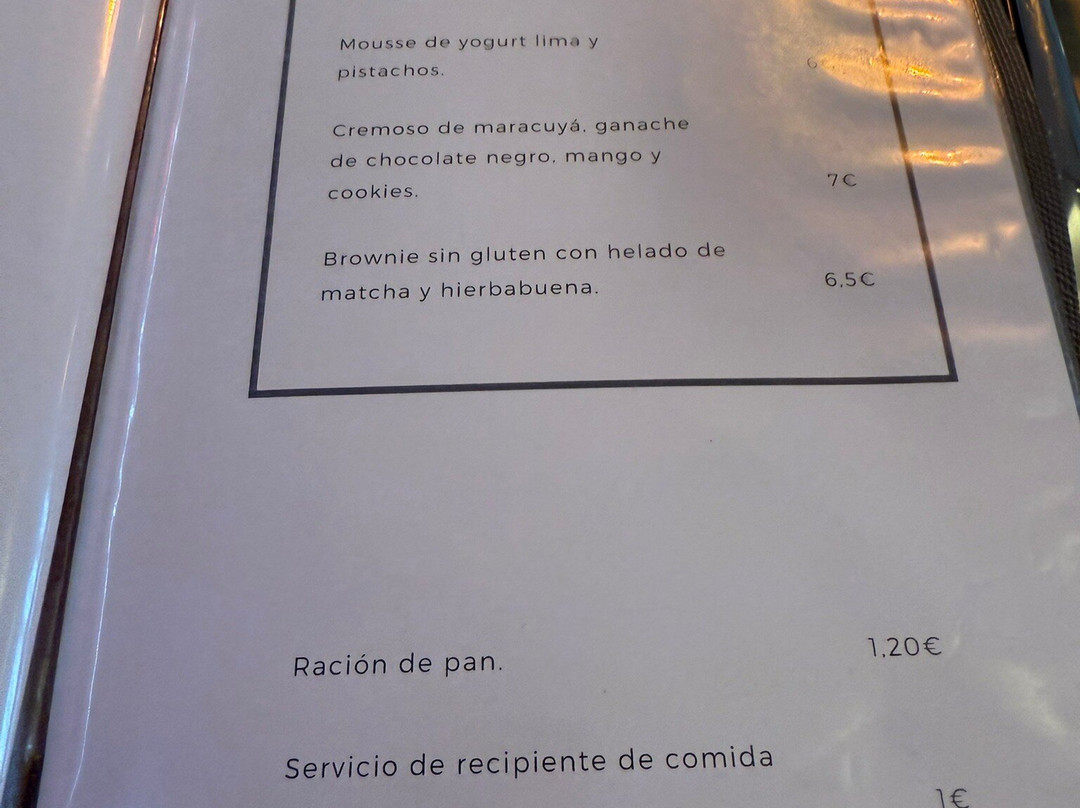 Mousse de yogurt lima y
pistachos.
Cremoso de maracuyá, ganache
de chocolate negro, mango y
cookies.
7€
Brownie sin gluten con helado de
matcha y hierbabuena.
6,5€
Ración de pan.
1,20€
Servicio de recipiente de comida
1€